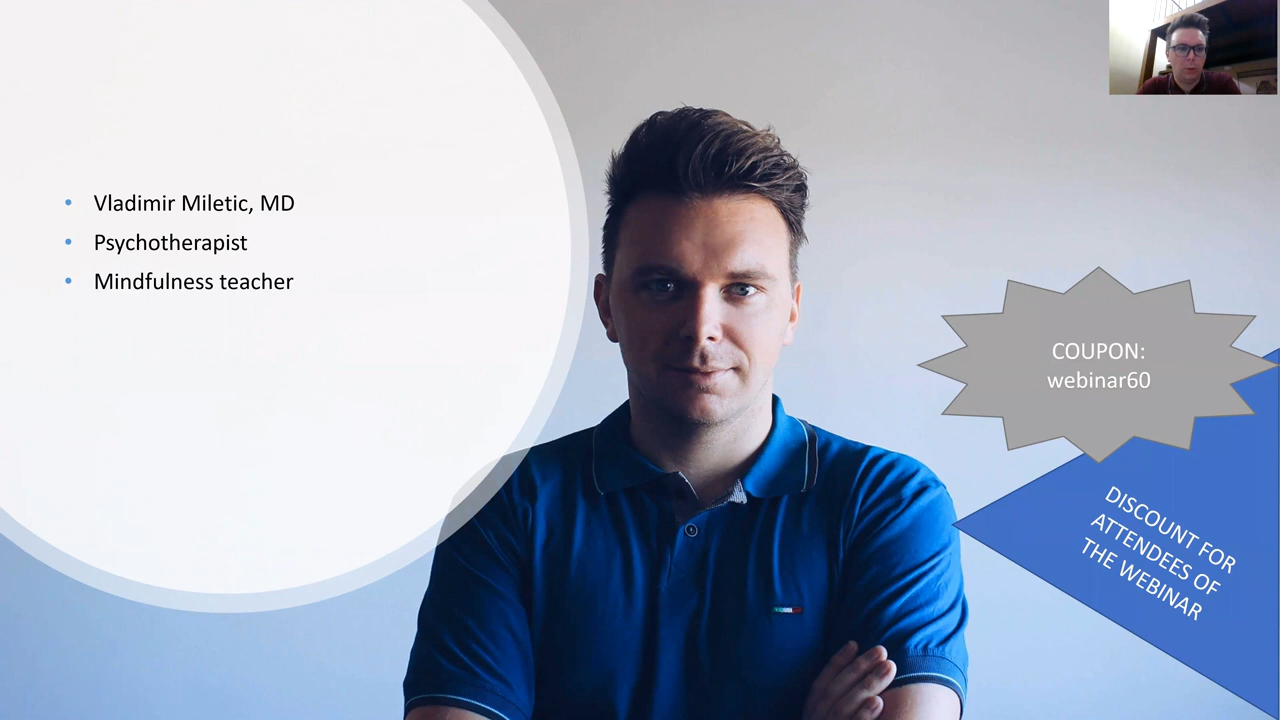 Vladimir Miletic, MD
Psychotherapist
Mindfulness teacher
COUPON:
webinar60
DISCOUNT FOR
ATTENDEES OF
THE WEBINAR